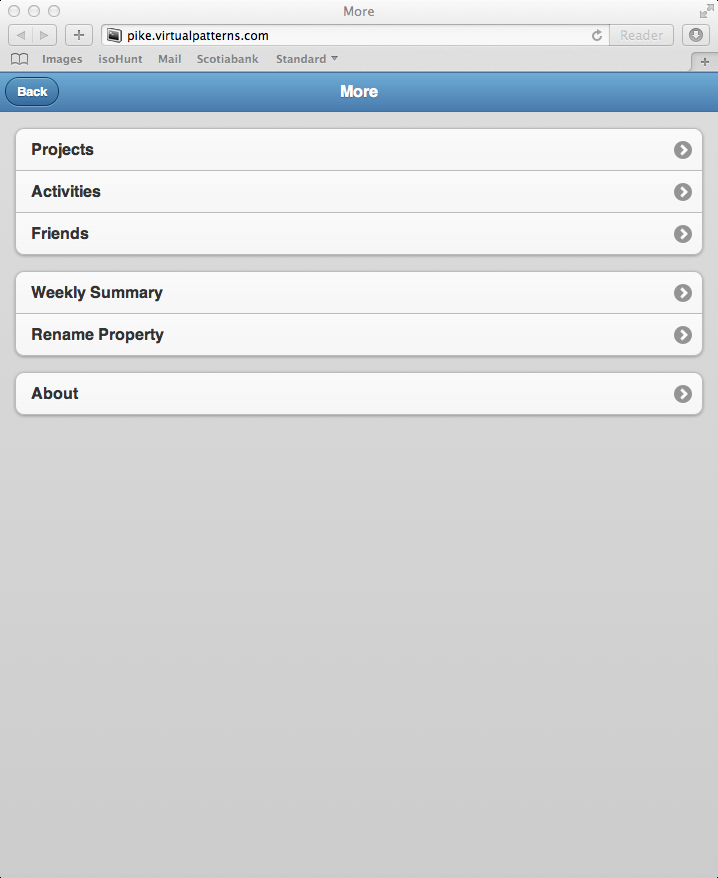 More
pike.virtualpatterns.com Reader
Images isoHunt Mail Scotiabank Standard
Back More
Projects
Activities
Friends
Weekly Summary
Rename Property
About